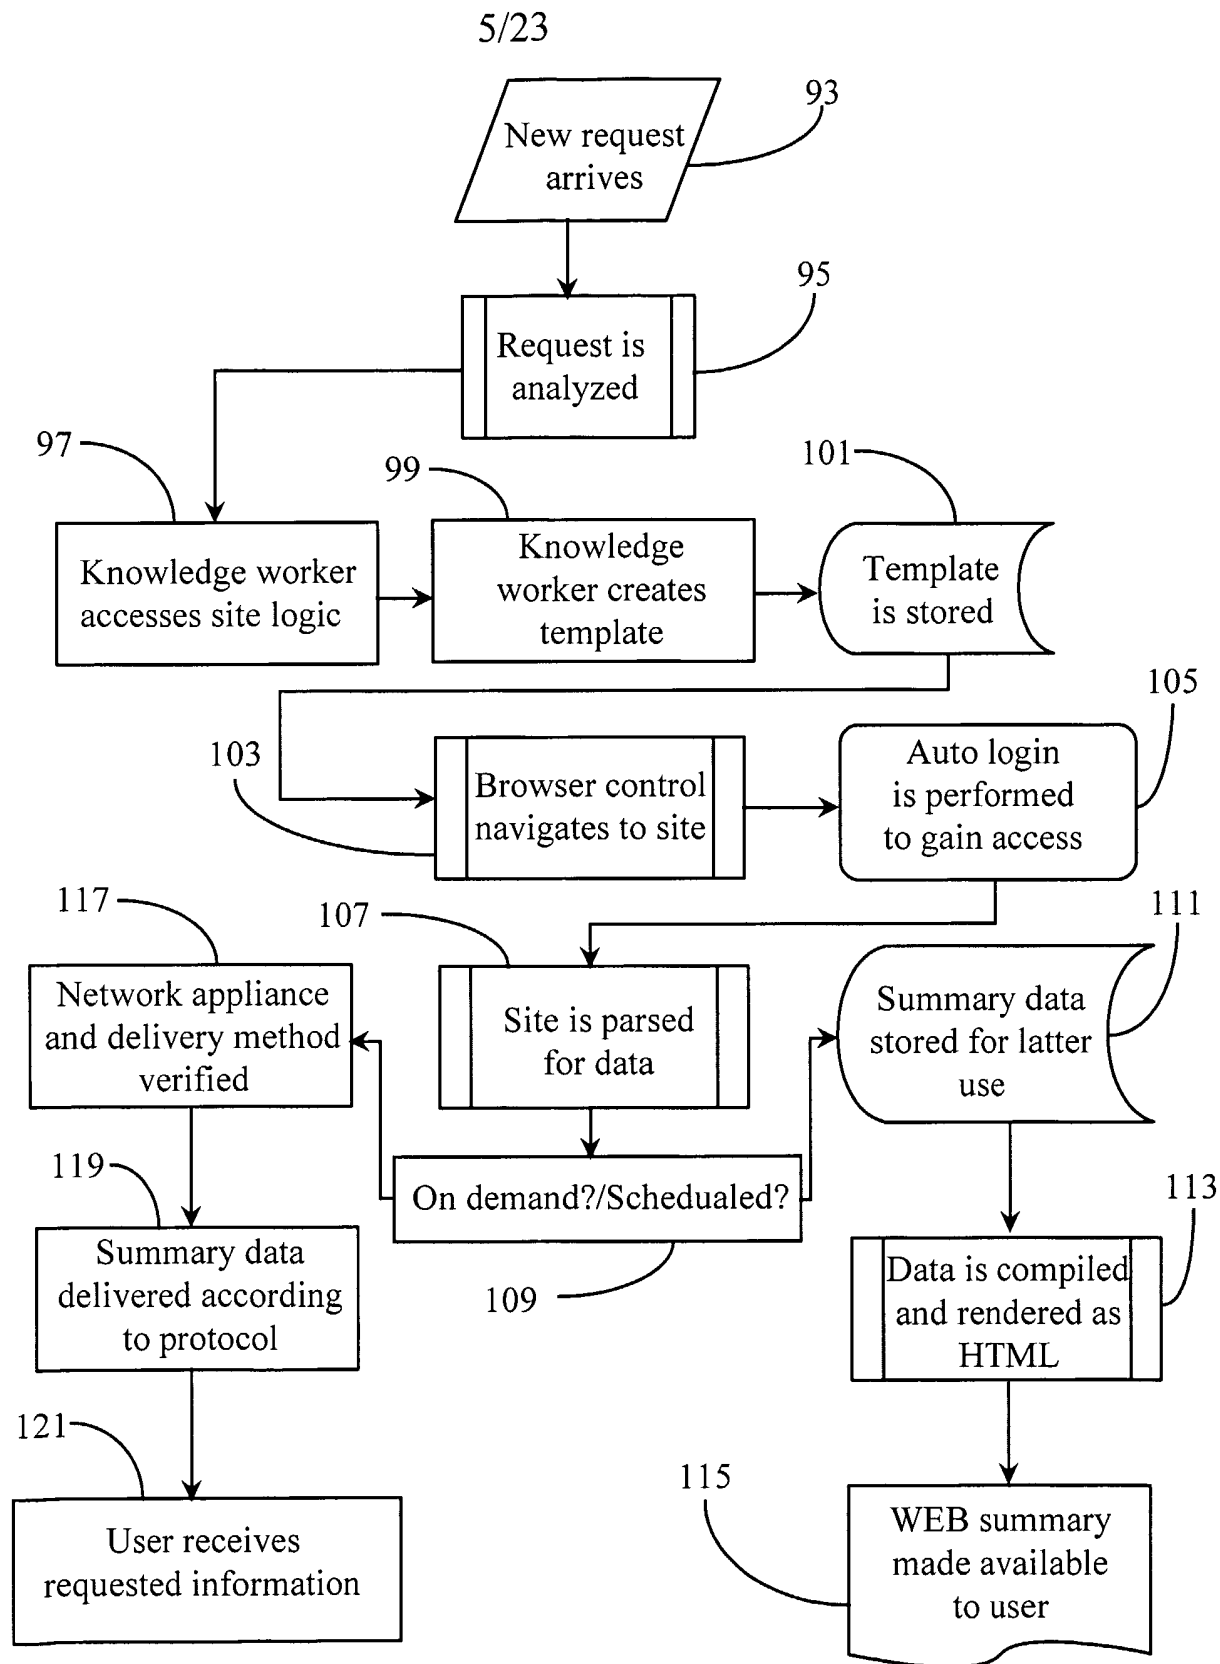 5/23
93
New request
arrives
95
Request is
analyzed
97
Knowledge worker
accesses site logic
99
Knowledge
worker creates
template
101
Template
is stored
103
Browser control
navigates to site
105
Auto login
is performed
to gain access
107
Site is parsed
for data
109
On demand?/Schedualed?
111
Summary data
stored for latter
use
113
Data is compiled
and rendered as
HTML
115
WEB summary
made available
to user
117
Network appliance
and delivery method
verified
119
Summary data
delivered according
to protocol
121
User receives
requested information